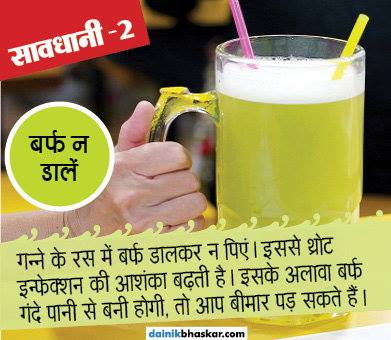 सावधानी -2
बर्फ न
डालें
गन्ने के रस में बर्फ डालकर न पिएं। इससे थ्रोट
इन्फेक्शन की आशंका बढ़ती है। इसके अलावा बर्फ
गंदे पानी से बनी होगी, तो आप बीमार पड़ सकते हैं।
dainikbhaskar.com